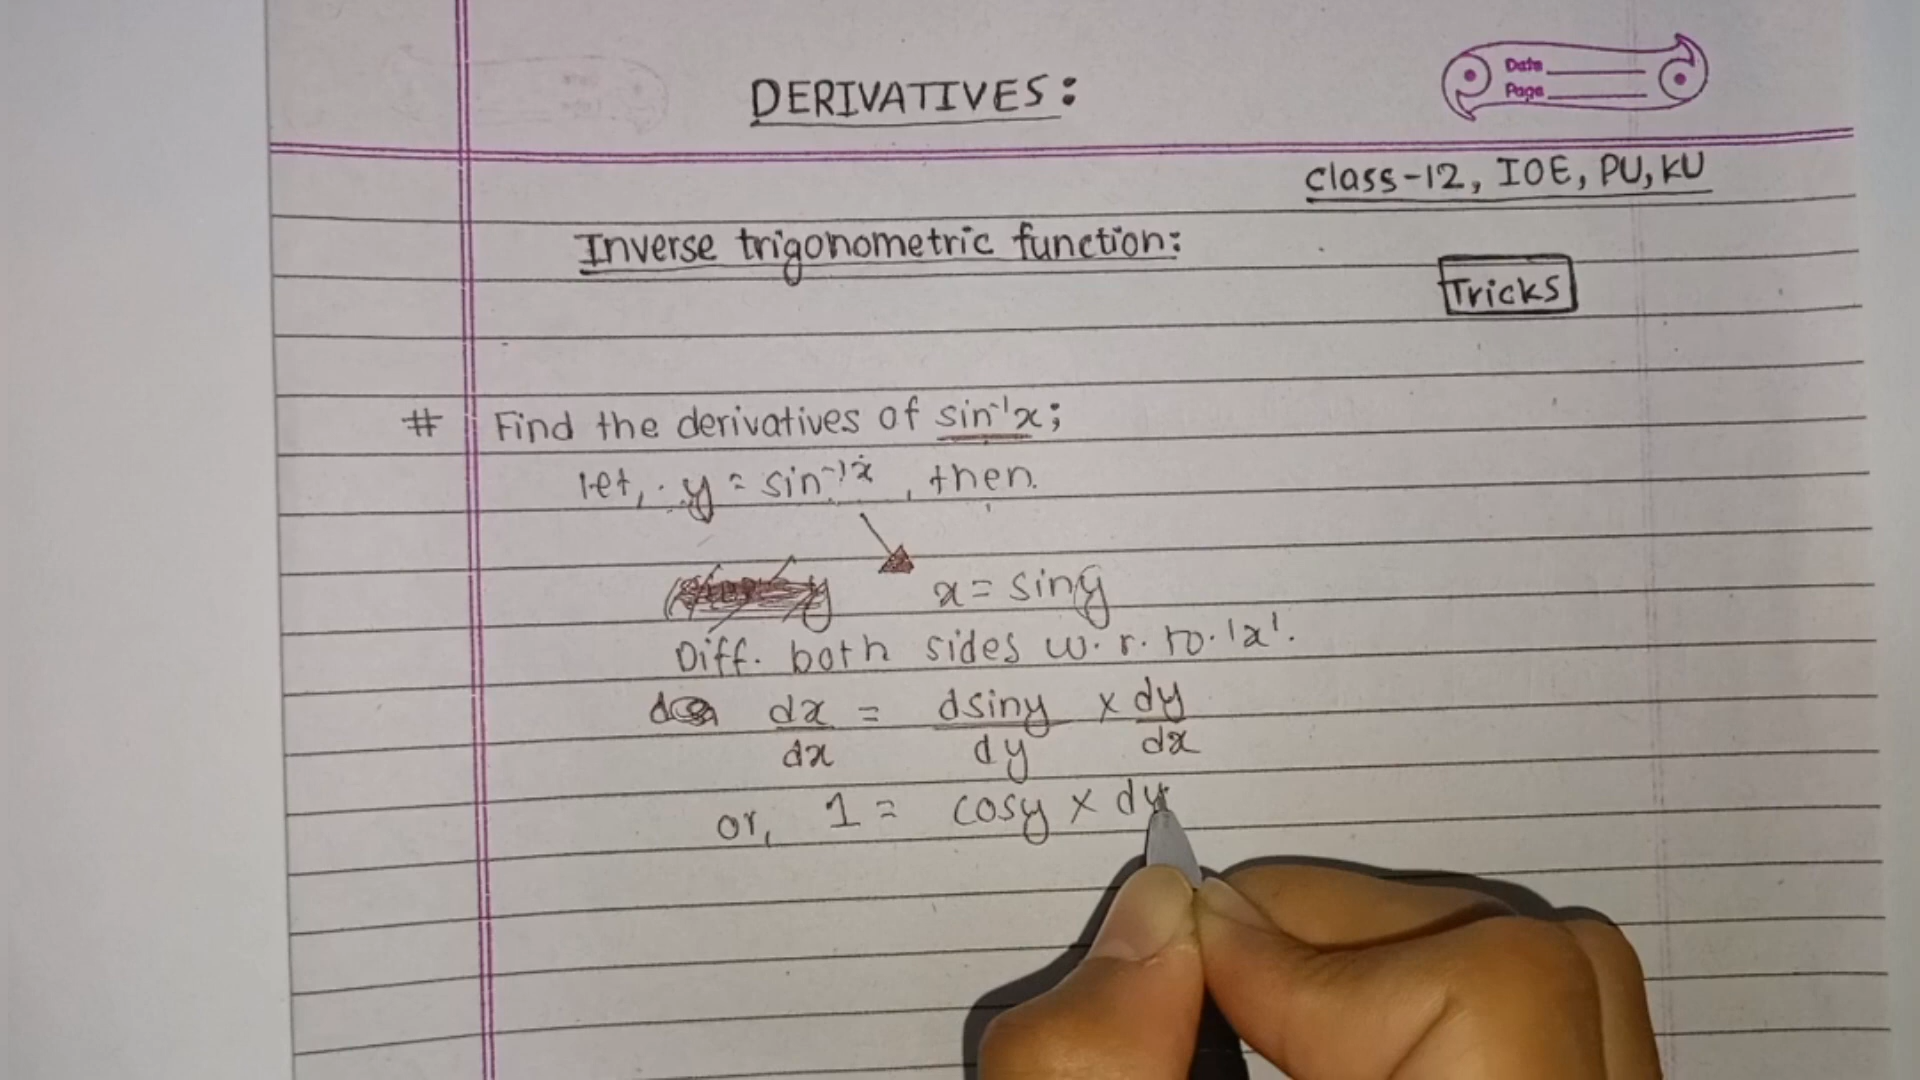 DERIVATIVES:
Date
Page
class-12, IOE, PU, KU
Inverse trigonometric function:
Tricks
# Find the derivatives of sin⁻¹x;
let, y = sin⁻¹x, then.
x = siny
Diff. both sides w.r. to. 'x'.
dx/dx = dsiny/dy × dy/dx
or, 1 = cosy × dy